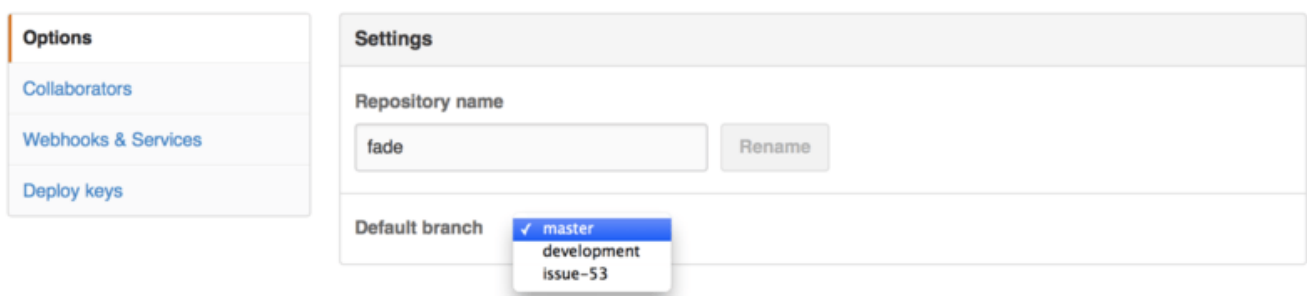 Options
Collaborators
Webhooks & Services
Deploy keys
Settings
Repository name
fade
Rename
Default branch
✓ master
development
issue-53